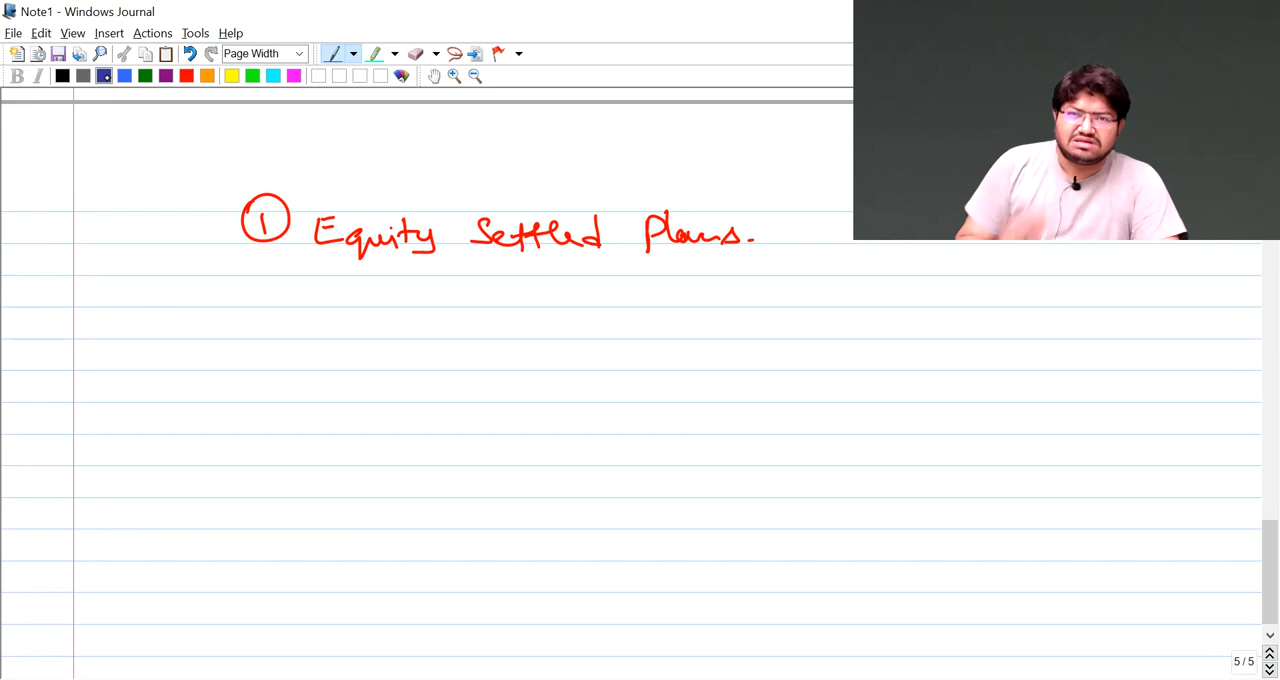 Note1 - Windows Journal
File Edit View Insert Actions Tools Help
Page Width
B I
① Equity Settled Plans.
5 / 5